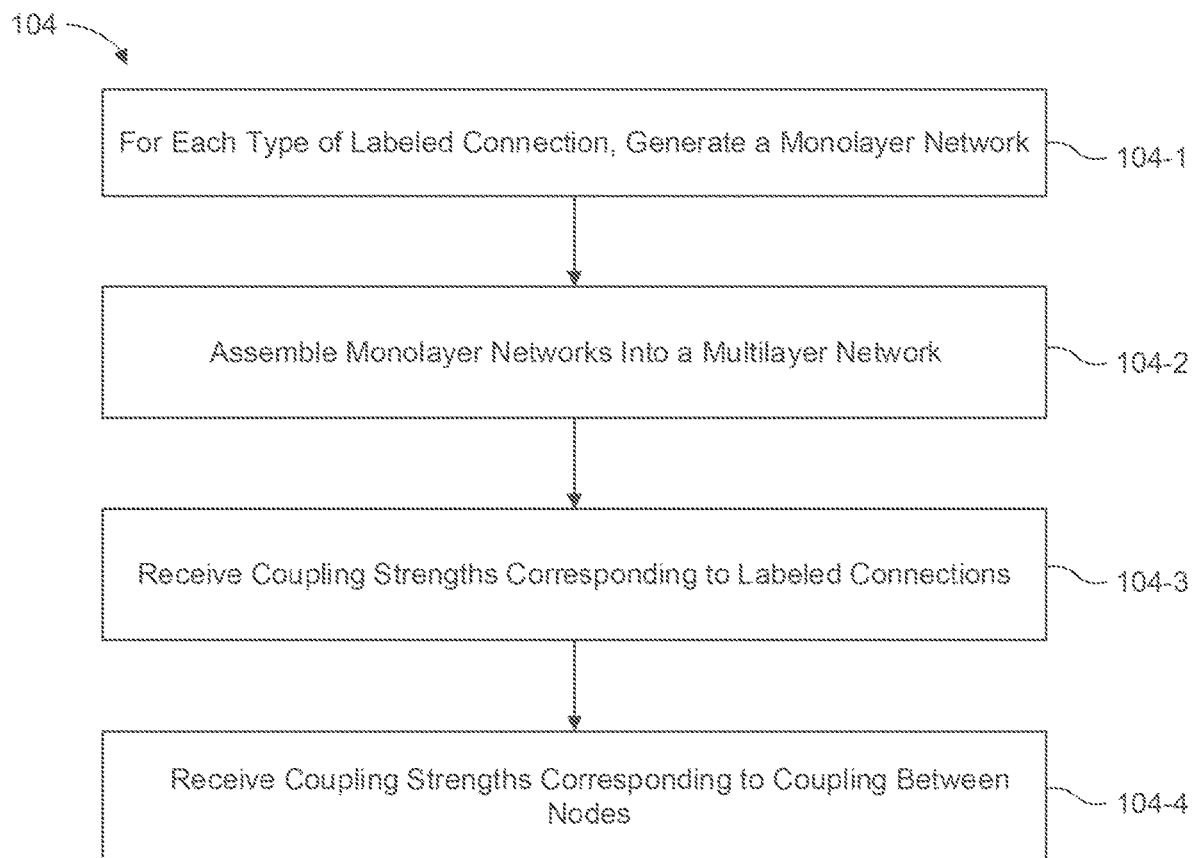 104
For Each Type of Labeled Connection, Generate a Monolayer Network
104-1
Assemble Monolayer Networks Into a Multilayer Network
104-2
Receive Coupling Strengths Corresponding to Labeled Connections
104-3
Receive Coupling Strengths Corresponding to Coupling Between
Nodes
104-4